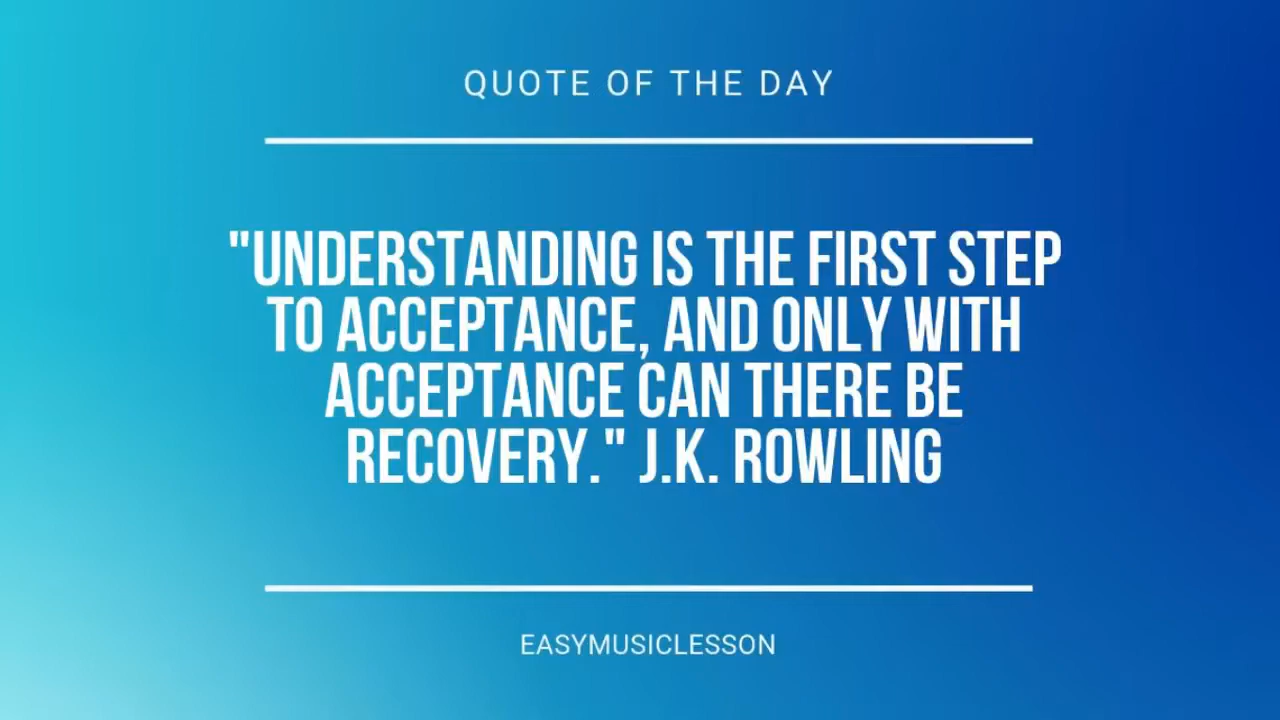 QUOTE OF THE DAY
"UNDERSTANDING IS THE FIRST STEP
TO ACCEPTANCE, AND ONLY WITH
ACCEPTANCE CAN THERE BE
RECOVERY." J.K. ROWLING
EASYMUSICLESSON